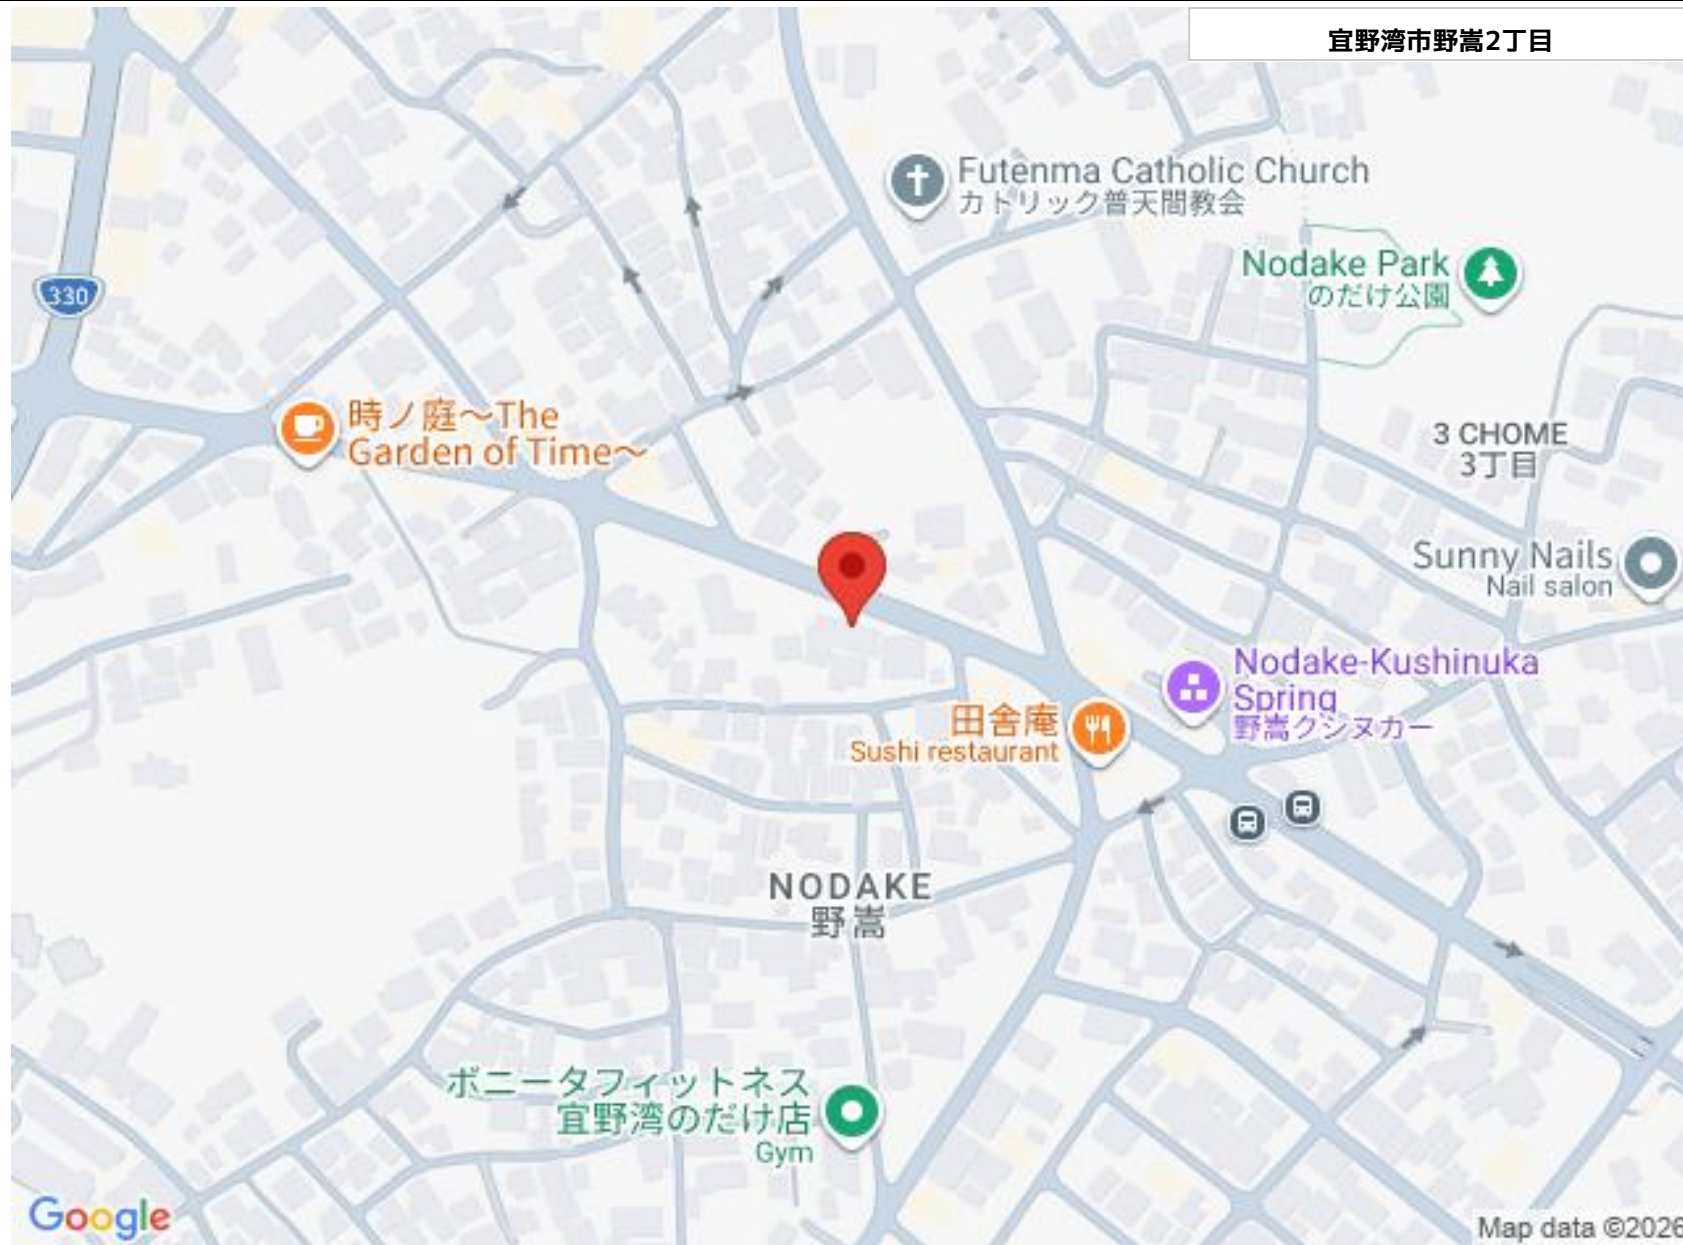 宜野湾市野嵩2丁目
Futenma Catholic Church
カトリック普天間教会
Nodake Park
のだけ公園
330
時ノ庭～The
Garden of Time～
3 CHOME
3丁目
Sunny Nails
Nail salon
Nodake-Kushinuka
Spring
野嵩クシヌカー
田舎庵
Sushi restaurant
NODAKE
野嵩
ボニータフィットネス
宜野湾のだけ店
Gym
Google
Map data ©2026